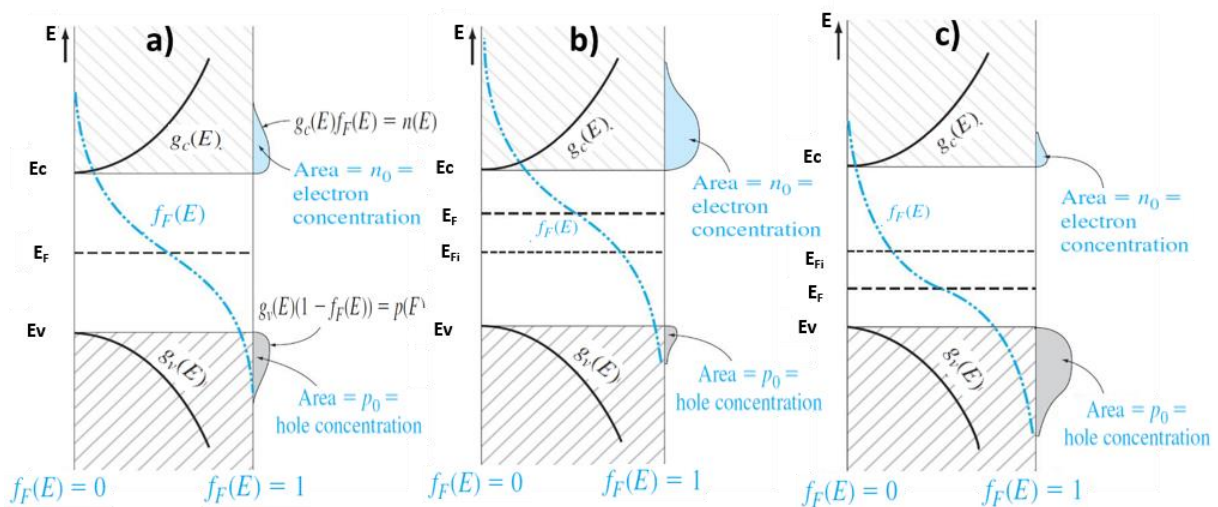 a)
E
g_c(E).
g_c(E)f_F(E) = n(E)
Ec
Area = n_0 =
electron
concentration
f_F(E)
E_F
g_v(E)(1 − f_F(E)) = p(F
Ev
g_v(E)
Area = p_0 =
hole concentration
f_F(E) = 0
f_F(E) = 1
b)
E
g_c(E).
Ec
Area = n_0 =
electron
concentration
E_F
f_F(E)
E_Fi
Ev
g_v(E)
Area = p_0 =
hole concentration
f_F(E) = 0
f_F(E) = 1
c)
E
g_c(E).
Ec
Area = n_0 =
electron
concentration
f_F(E)
E_Fi
E_F
Ev
g_v(E)
Area = p_0 =
hole concentration
f_F(E) = 0
f_F(E) = 1